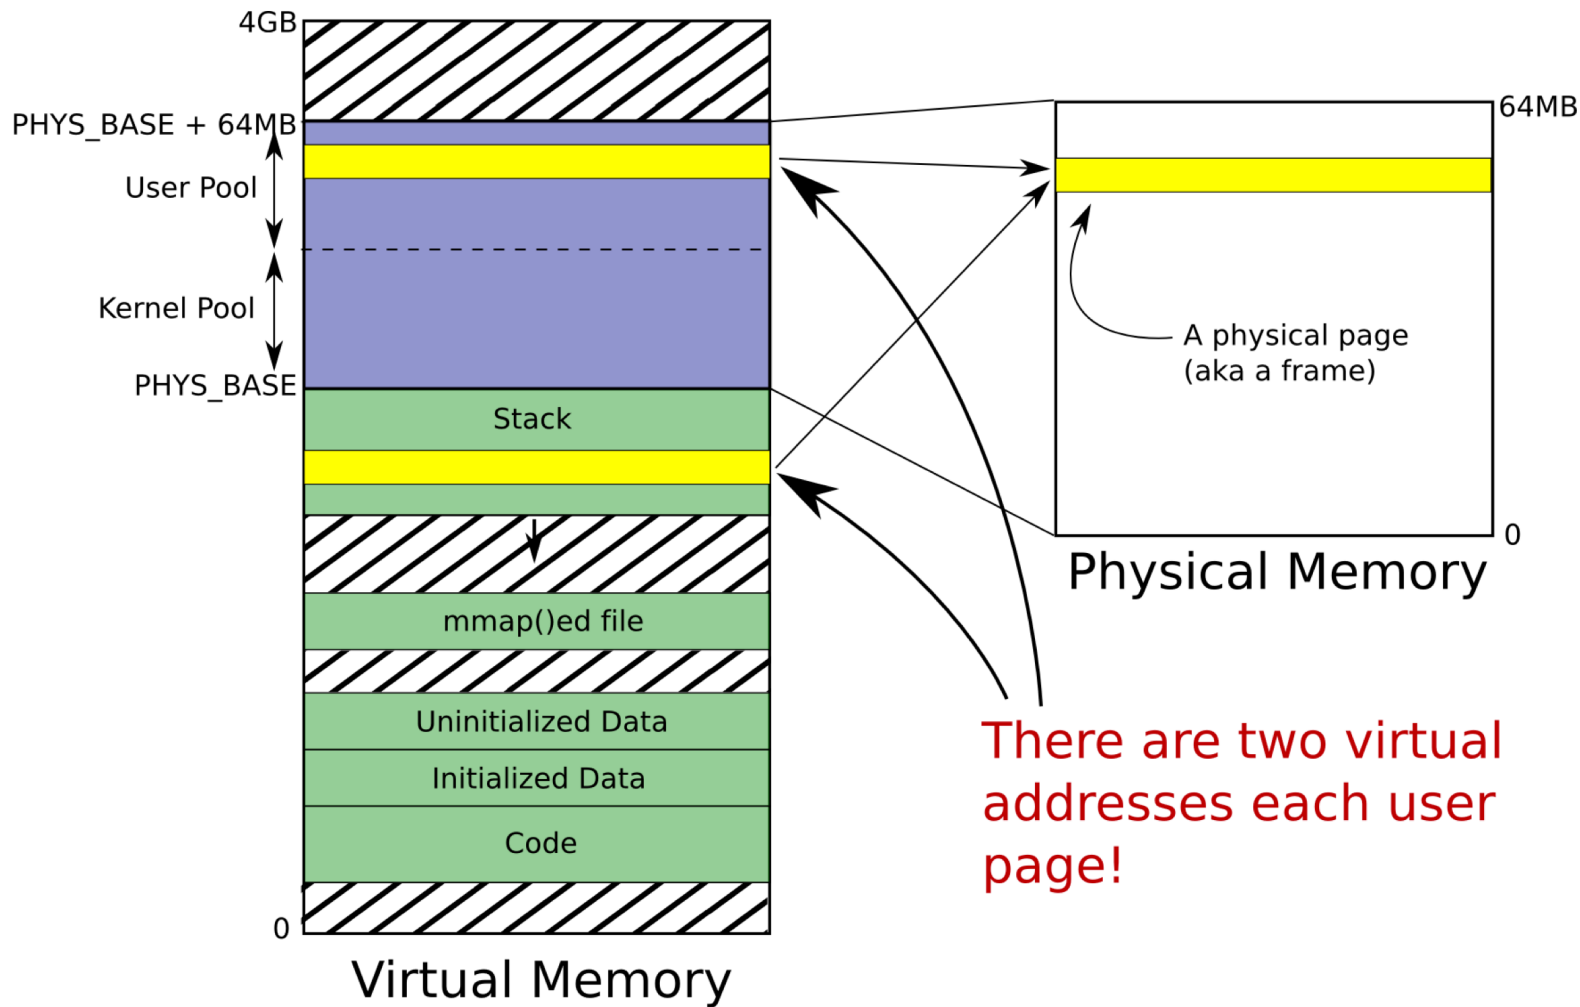 4GB
PHYS_BASE + 64MB
User Pool
Kernel Pool
PHYS_BASE
Stack
mmap()ed file
Uninitialized Data
Initialized Data
Code
0
Virtual Memory
64MB
A physical page
(aka a frame)
0
Physical Memory
There are two virtual
addresses each user
page!